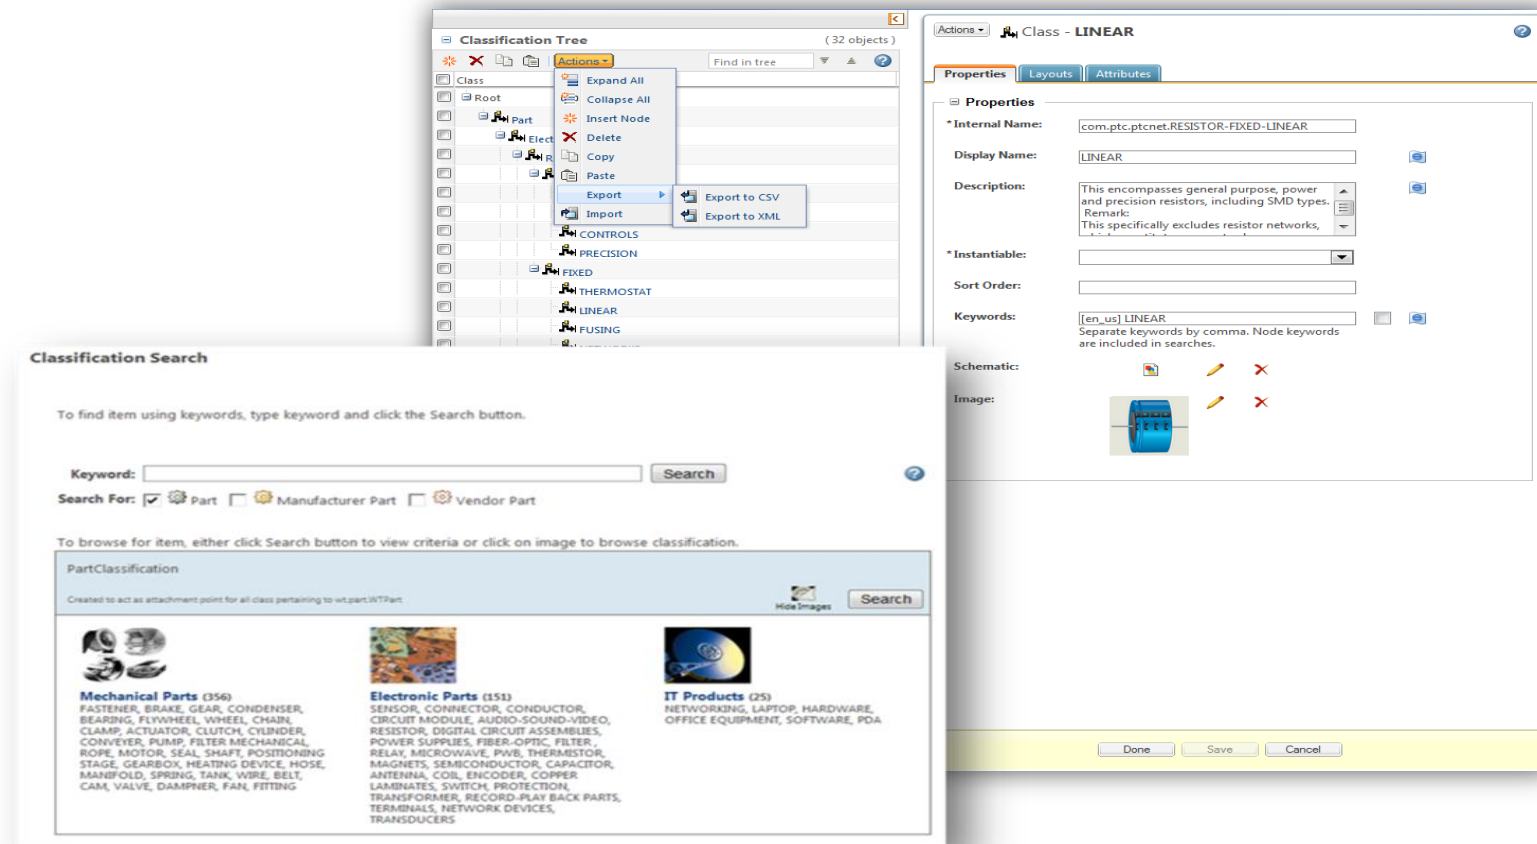 Classification Tree
( 32 objects )
Actions
Find in tree
Class
Root
Part
Elect
R
CONTROLS
PRECISION
FIXED
THERMOSTAT
LINEAR
FUSING
Expand All
Collapse All
Insert Node
Delete
Copy
Paste
Export
Import
Export to CSV
Export to XML
Actions
Class - LINEAR
Properties
Layouts
Attributes
Properties
*Internal Name:
com.ptc.ptcnet.RESISTOR-FIXED-LINEAR
Display Name:
LINEAR
Description:
This encompasses general purpose, power
and precision resistors, including SMD types.
Remark:
This specifically excludes resistor networks,
*Instantiable:
Sort Order:
Keywords:
[en_us] LINEAR
Separate keywords by comma. Node keywords
are included in searches.
Schematic:
Image:
Done
Save
Cancel
Classification Search
To find item using keywords, type keyword and click the Search button.
Keyword:
Search
Search For:
Part
Manufacturer Part
Vendor Part
To browse for item, either click Search button to view criteria or click on image to browse classification.
PartClassification
Created to act as attachment point for all class pertaining to wt.part.WTPart
Hide Images
Search
Mechanical Parts (356)
FASTENER, BRAKE, GEAR, CONDENSER,
BEARING, FLYWHEEL, WHEEL, CHAIN,
CLAMP, ACTUATOR, CLUTCH, CYLINDER,
CONVEYER, PUMP, FILTER MECHANICAL,
ROPE, MOTOR, SEAL, SHAFT, POSITIONING
STAGE, GEARBOX, HEATING DEVICE, HOSE,
MANIFOLD, SPRING, TANK, WIRE, BELT,
CAM, VALVE, DAMPNER, FAN, FITTING
Electronic Parts (151)
SENSOR, CONNECTOR, CONDUCTOR,
CIRCUIT MODULE, AUDIO-SOUND-VIDEO,
RESISTOR, DIGITAL CIRCUIT ASSEMBLIES,
POWER SUPPLIES, FIBER-OPTIC, FILTER ,
RELAY, MICROWAVE, PWB, THERMISTOR,
MAGNETS, SEMICONDUCTOR, CAPACITOR,
ANTENNA, COIL, ENCODER, COPPER
LAMINATES, SWITCH, PROTECTION,
TRANSFORMER, RECORD-PLAY BACK PARTS,
TERMINALS, NETWORK DEVICES,
TRANSDUCERS
IT Products (25)
NETWORKING, LAPTOP, HARDWARE,
OFFICE EQUIPMENT, SOFTWARE, PDA